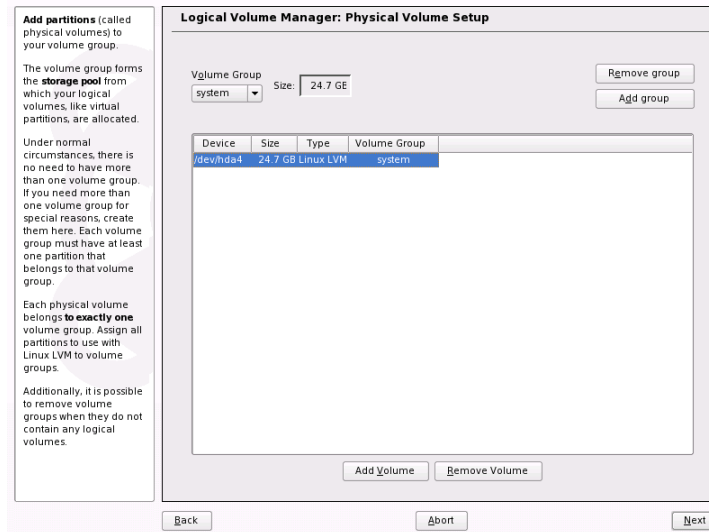 Add partitions (called
physical volumes) to
your volume group.
The volume group forms
the storage pool from
which your logical
volumes, like virtual
partitions, are allocated.
Under normal
circumstances, there is
no need to have more
than one volume group.
If you need more than
one volume group for
special reasons, create
them here. Each volume
group must have at least
one partition that
belongs to that volume
group.
Each physical volume
belongs to exactly one
volume group. Assign all
partitions to use with
Linux LVM to volume
groups.
Additionally, it is possible
to remove volume
groups when they do not
contain any logical
volumes.
Logical Volume Manager: Physical Volume Setup
Volume Group
system
Size: 24.7 GB
Remove group
Add group
Device Size Type Volume Group
/dev/hda4 24.7 GB Linux LVM system
Add Volume Remove Volume
Back Abort Next